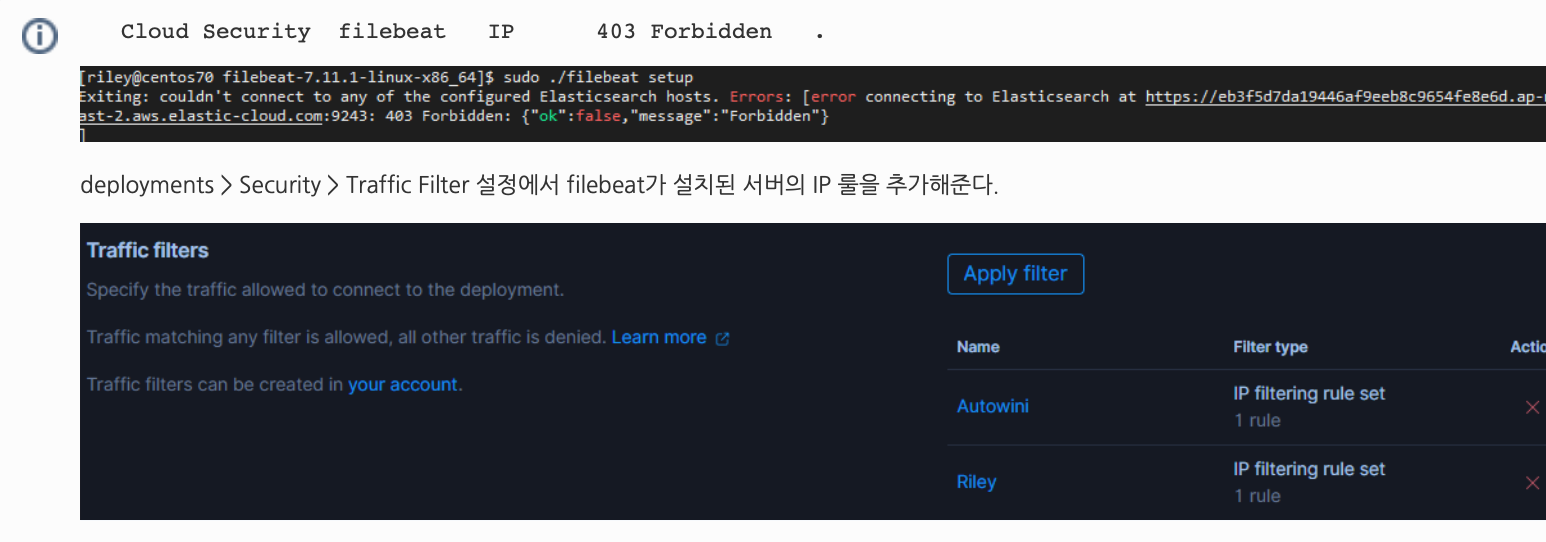 Cloud Security filebeat IP 403 Forbidden .
[riley@centos70 filebeat-7.11.1-linux-x86_64]$ sudo ./filebeat setup
Exiting: couldn't connect to any of the configured Elasticsearch hosts. Errors: [error connecting to Elasticsearch at https://eb3f5d7da19446af9eeb8c9654fe8e6d.ap-
ast-2.aws.elastic-cloud.com:9243: 403 Forbidden: {"ok":false,"message":"Forbidden"}
]
deployments > Security > Traffic Filter 설정에서 filebeat가 설치된 서버의 IP 룰을 추가해준다.
Traffic filters
Specify the traffic allowed to connect to the deployment.
Traffic matching any filter is allowed, all other traffic is denied. Learn more
Traffic filters can be created in your account.
Apply filter
Name Filter type Actio
Autowini IP filtering rule set
1 rule
Riley IP filtering rule set
1 rule